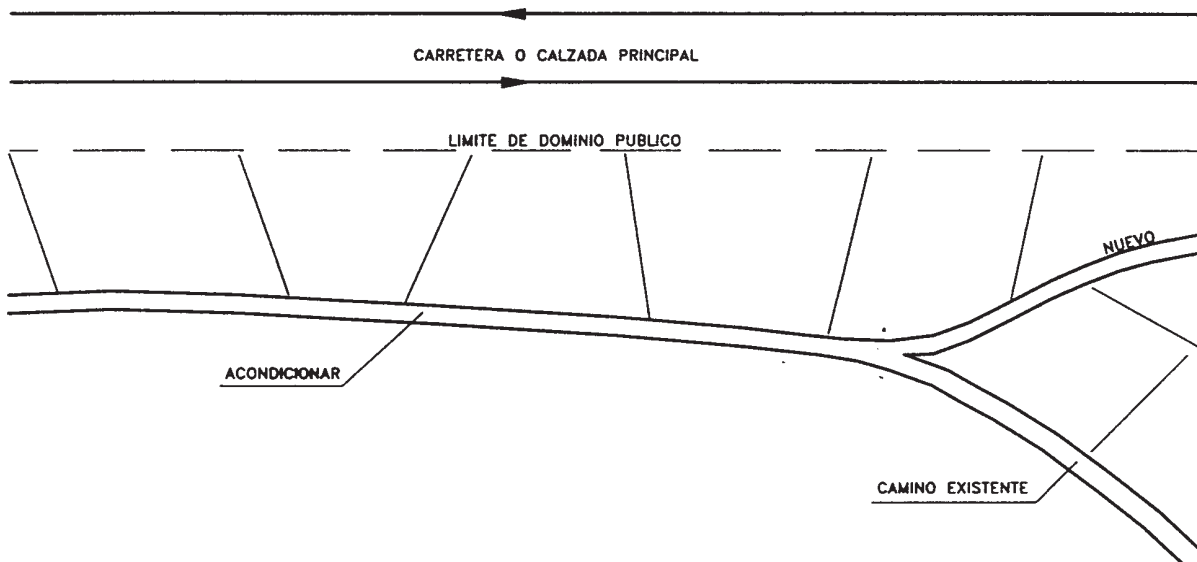 CARRETERA O CALZADA PRINCIPAL
LIMITE DE DOMINIO PUBLICO
NUEVO
ACONDICIONAR
CAMINO EXISTENTE